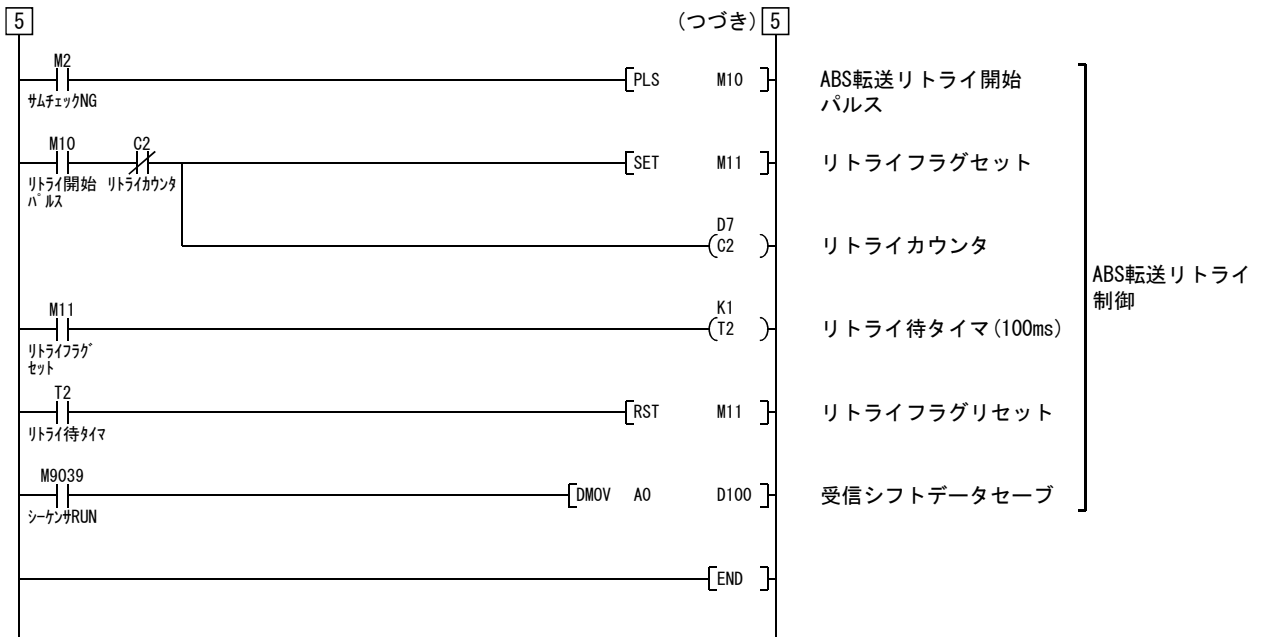 5 (つづき) 5
M2
[PLS M10] ABS転送リトライ開始
パルス
サムチェックNG
M10 C2
[SET M11] リトライフラグセット
リトライ開始 リトライカウンタ
パルス
D7
(C2) リトライカウンタ
ABS転送リトライ
制御
M11 K1
(T2) リトライ待タイマ(100ms)
リトライフラグ
セット
T2
[RST M11] リトライフラグリセット
リトライ待タイマ
M9039
[DMOV A0 D100] 受信シフトデータセーブ
シーケンサRUN
[END]